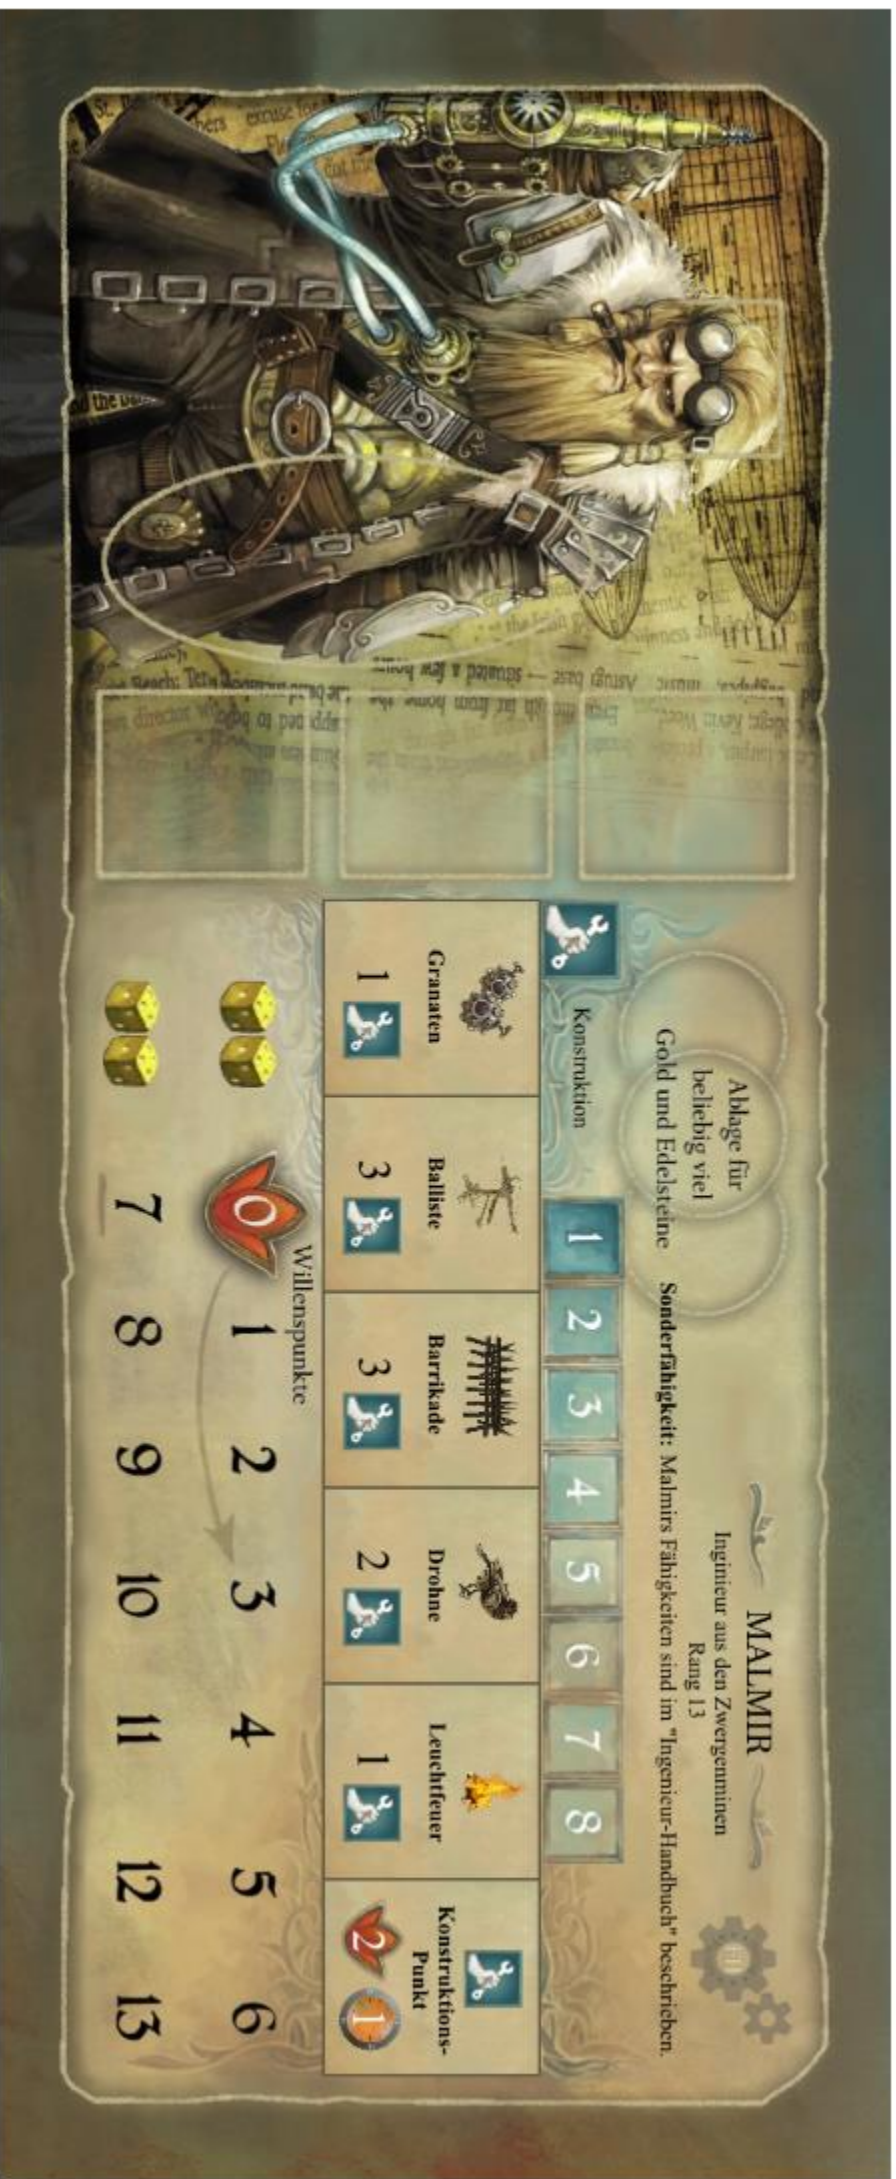 MALMIR
Inginieur aus den Zwergenminen
Rang 13
Ablage für
beliebig viel
Gold und Edelsteine
Sonderfähigkeit: Malmirs Fähigkeiten sind im "Ingenieur-Handbuch" beschrieben.
Konstruktion
1 2 3 4 5 6 7 8
Granaten
1
Balliste
3
Barrikade
3
Drohne
2
Leuchtfeuer
1
Konstruktions-
Punkt
2 1
Willenspunkte
0 1 2 3 4 5 6
7 8 9 10 11 12 13